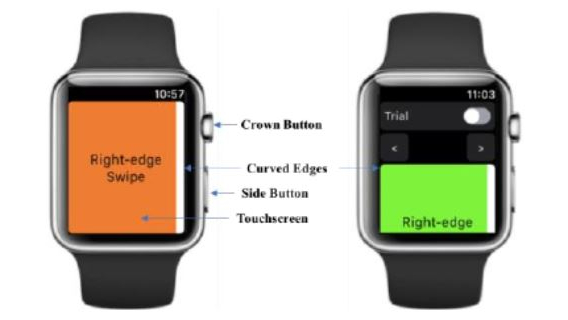 10:57
Right-edge
Swipe
Crown Button
Curved Edges
Side Button
Touchscreen
11:03
Trial
<
>
Right-edge